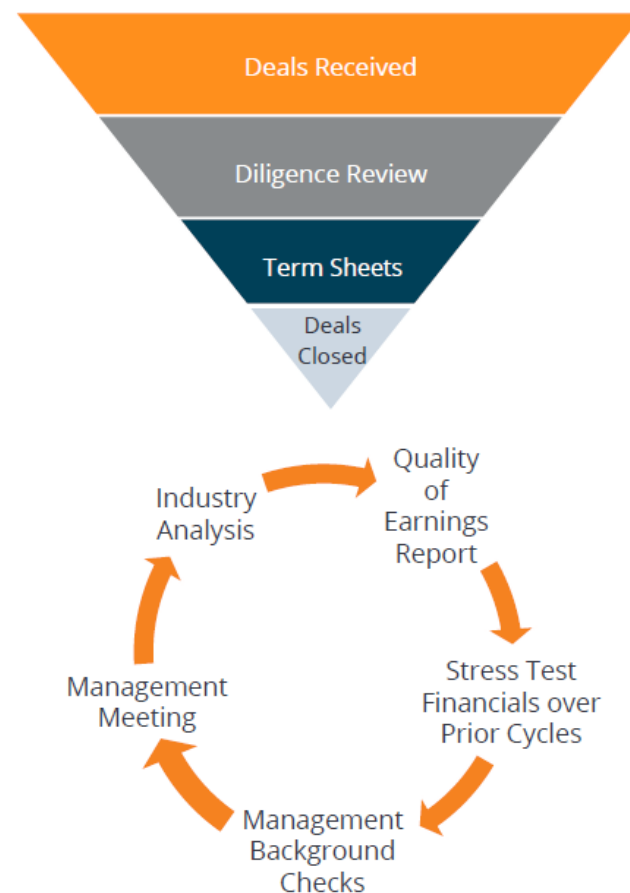 Deals Received
Diligence Review
Term Sheets
Deals
Closed
Quality
of
Earnings
Report
Industry
Analysis
Stress Test
Financials over
Prior Cycles
Management
Meeting
Management
Background
Checks